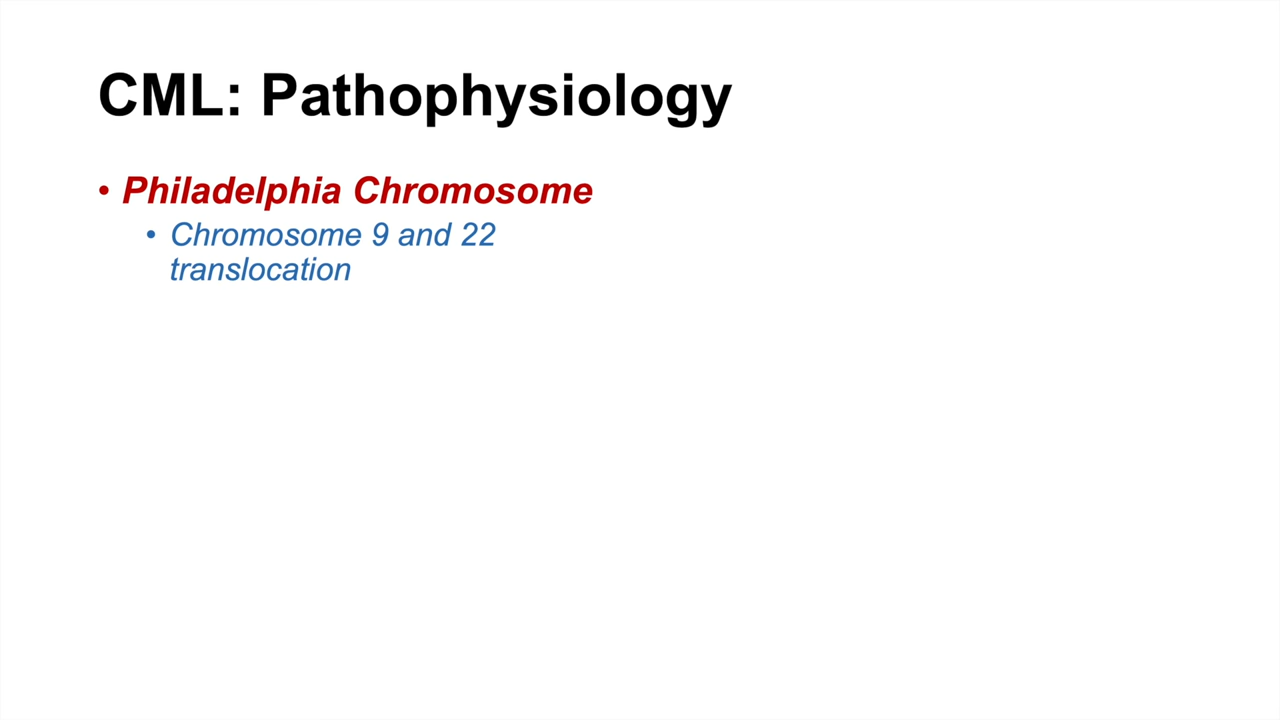 CML: Pathophysiology
• Philadelphia Chromosome
• Chromosome 9 and 22
translocation